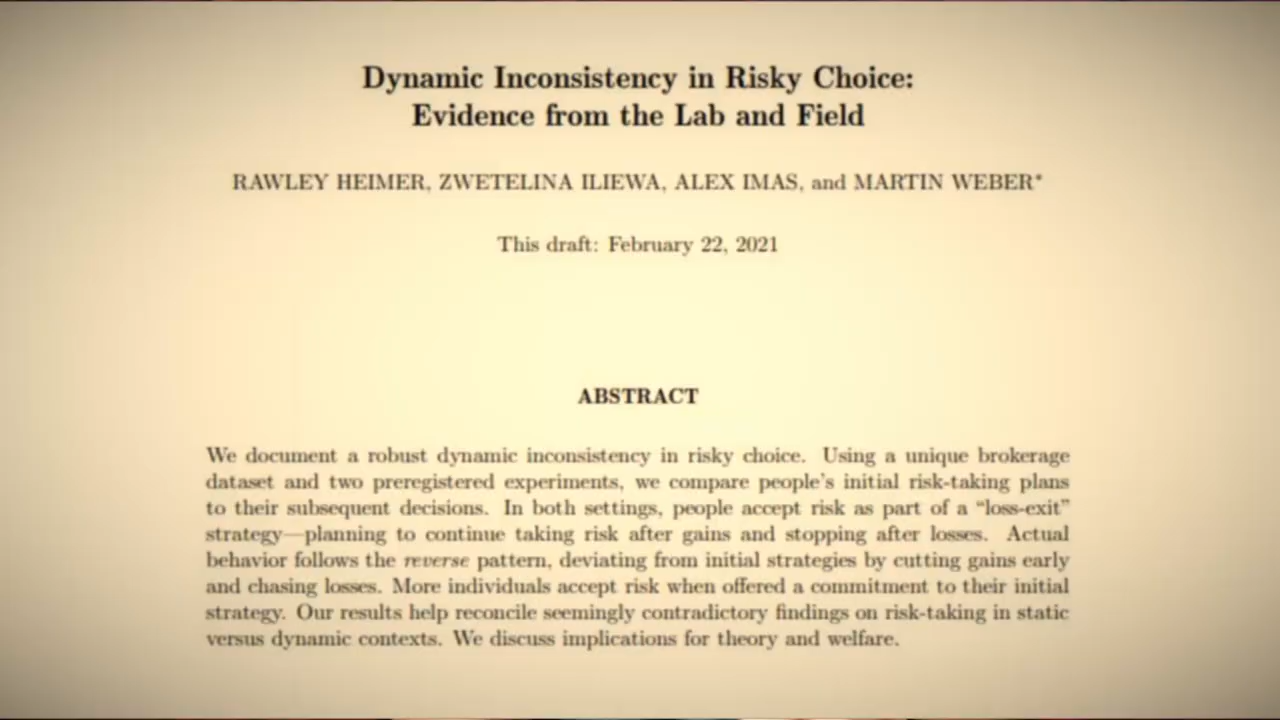 Dynamic Inconsistency in Risky Choice:
Evidence from the Lab and Field
RAWLEY HEIMER, ZWETELINA ILIEWA, ALEX IMAS, and MARTIN WEBER*
This draft: February 22, 2021
ABSTRACT
We document a robust dynamic inconsistency in risky choice. Using a unique brokerage
dataset and two preregistered experiments, we compare people's initial risk-taking plans
to their subsequent decisions. In both settings, people accept risk as part of a “loss-exit”
strategy—planning to continue taking risk after gains and stopping after losses. Actual
behavior follows the reverse pattern, deviating from initial strategies by cutting gains early
and chasing losses. More individuals accept risk when offered a commitment to their initial
strategy. Our results help reconcile seemingly contradictory findings on risk-taking in static
versus dynamic contexts. We discuss implications for theory and welfare.